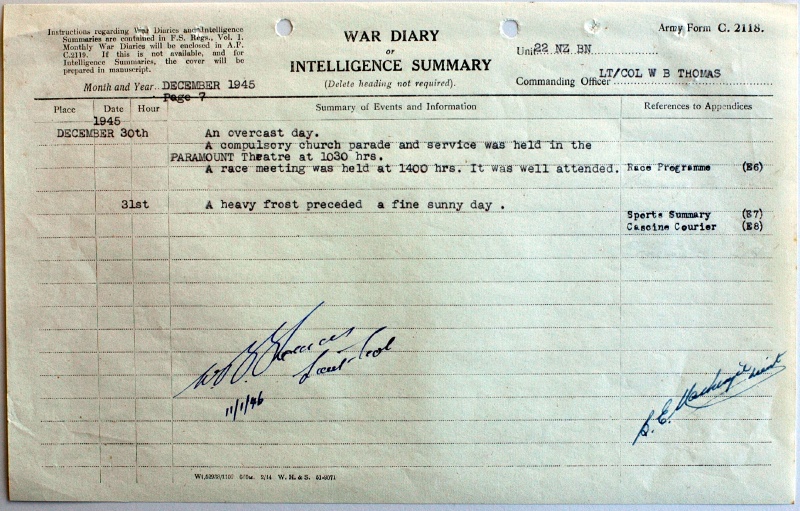 Instructions regarding War Diaries and Intelligence
Summaries are contained in F.S. Regs., Vol. I.
Monthly War Diaries will be enclosed in A.F.
C.2119. If this is not available, and for
Intelligence Summaries, the cover will be
prepared in manuscript.
Month and Year DECEMBER 1945
Page 7
WAR DIARY
or
INTELLIGENCE SUMMARY
(Delete heading not required).
Army Form C. 2118.
Unit 22 NZ BN
Commanding Officer LT/COL W B THOMAS
Place Date Hour Summary of Events and Information References to Appendices
1945
DECEMBER 30th An overcast day.
A compulsory church parade and service was held in the
PARAMOUNT Theatre at 1030 hrs.
A race meeting was held at 1400 hrs. It was well attended. Race Programme (E6)
31st A heavy frost preceded a fine sunny day .
Sports Summary (E7)
Cascine Courier (E8)
W B Thomas
Lieut Col
11/1/46
W. H. & S.